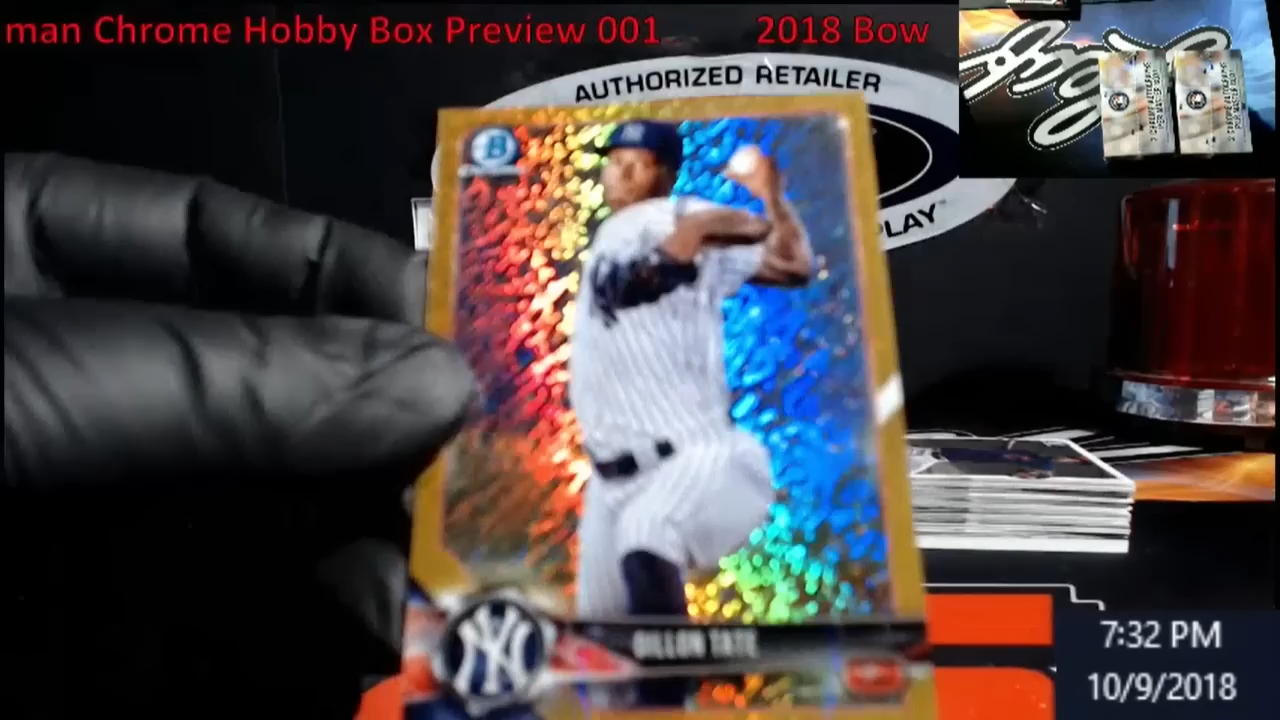 man Chrome Hobby Box Preview 001 2018 Bow
AUTHORIZED RETAILER
PLAY
B
NY
DILLON TATE
7:32 PM
10/9/2018